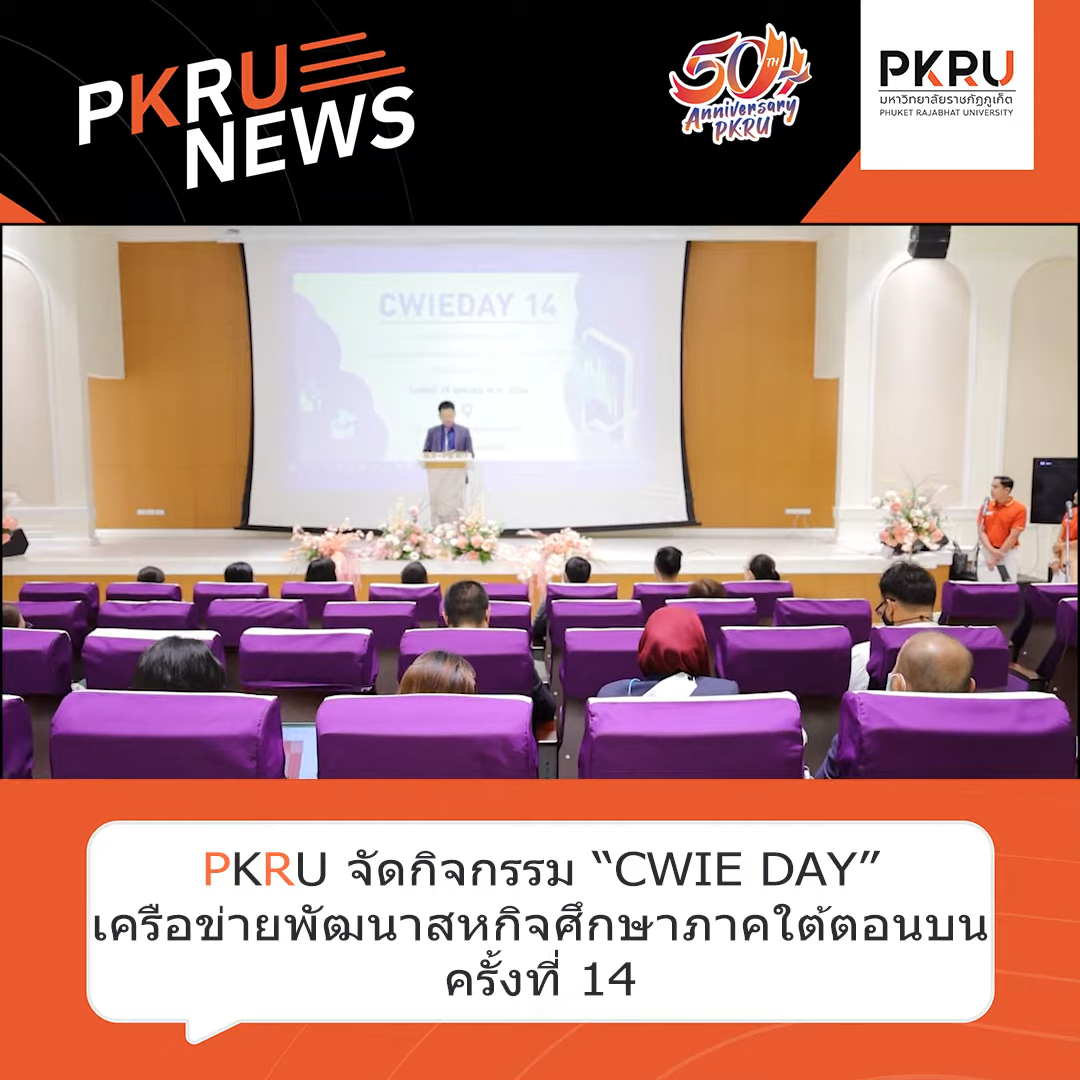 PKRU
NEWS
50TH
Anniversary
PKRU
PKRU
มหาวิทยาลัยราชภัฏภูเก็ต
PHUKET RAJABHAT UNIVERSITY
CWIEDAY 14
PKRU จัดกิจกรรม “CWIE DAY”
เครือข่ายพัฒนาสหกิจศึกษาภาคใต้ตอนบน
ครั้งที่ 14